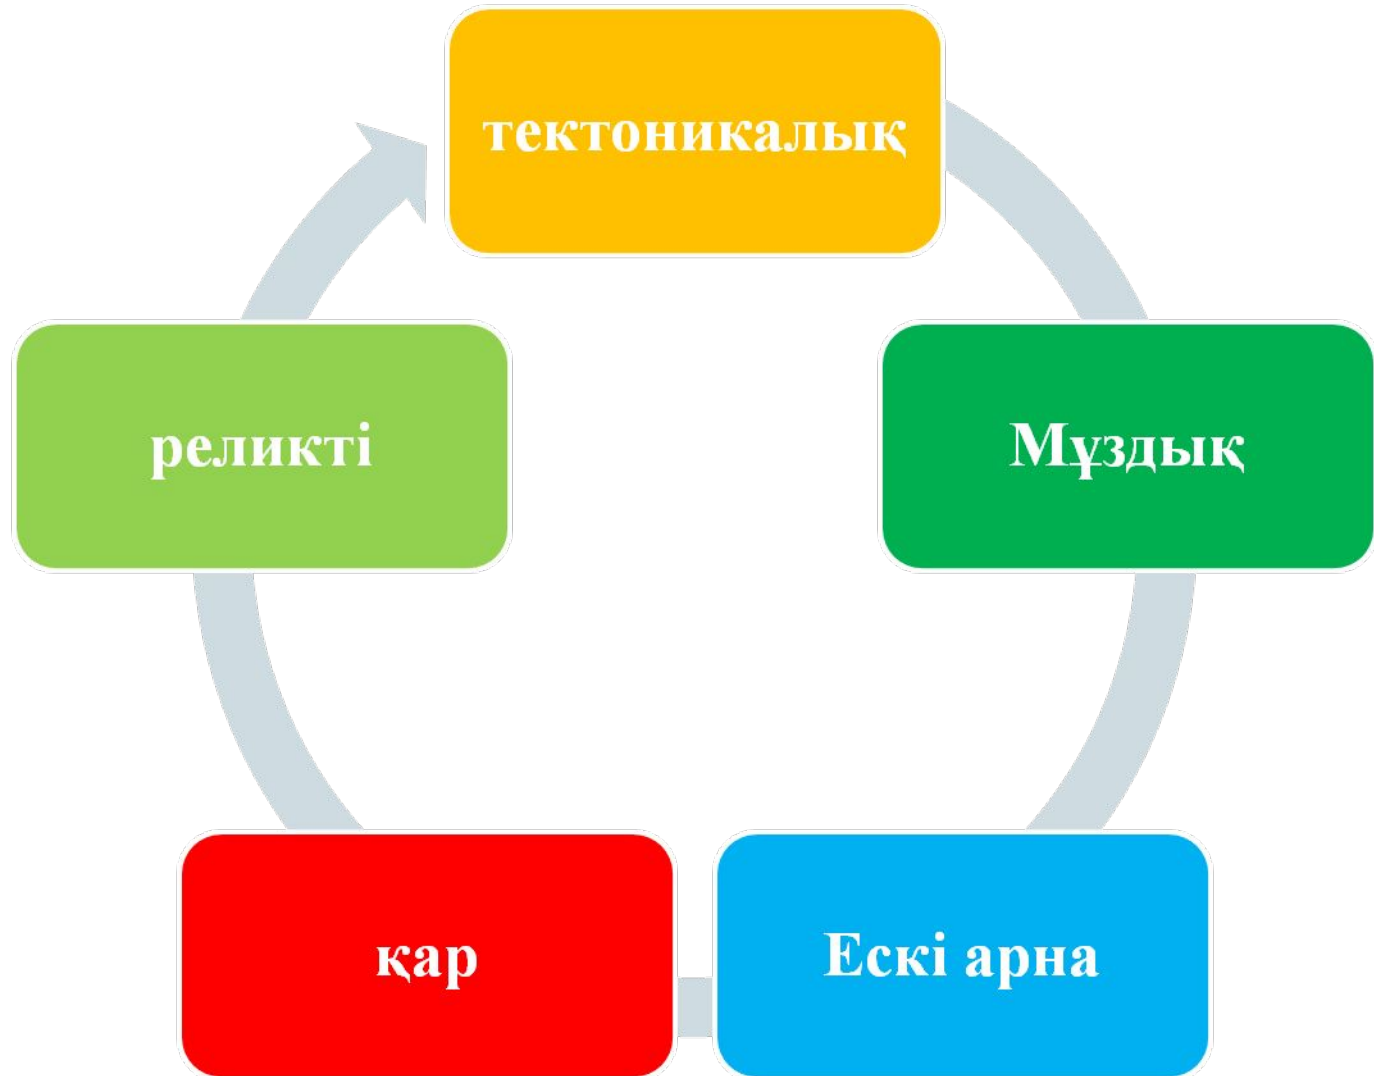 тектоникалық
Мұздық
Ескі арна
қар
реликті